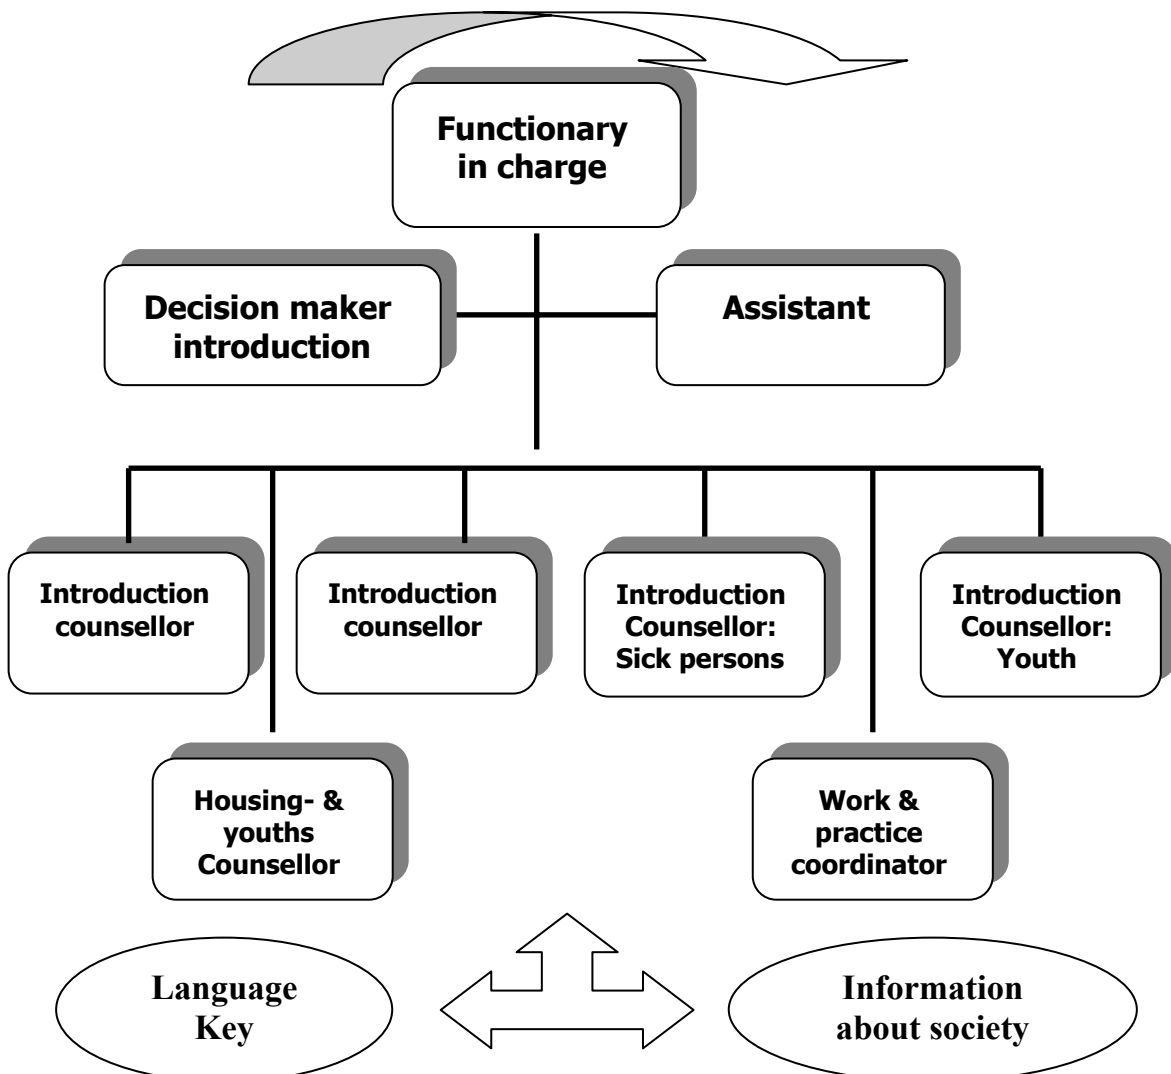 Functionary
in charge
Decision maker
introduction
Assistant
Introduction
counsellor
Introduction
counsellor
Introduction
Counsellor:
Sick persons
Introduction
Counsellor:
Youth
Housing- &
youths
Counsellor
Work &
practice
coordinator
Language
Key
Information
about society